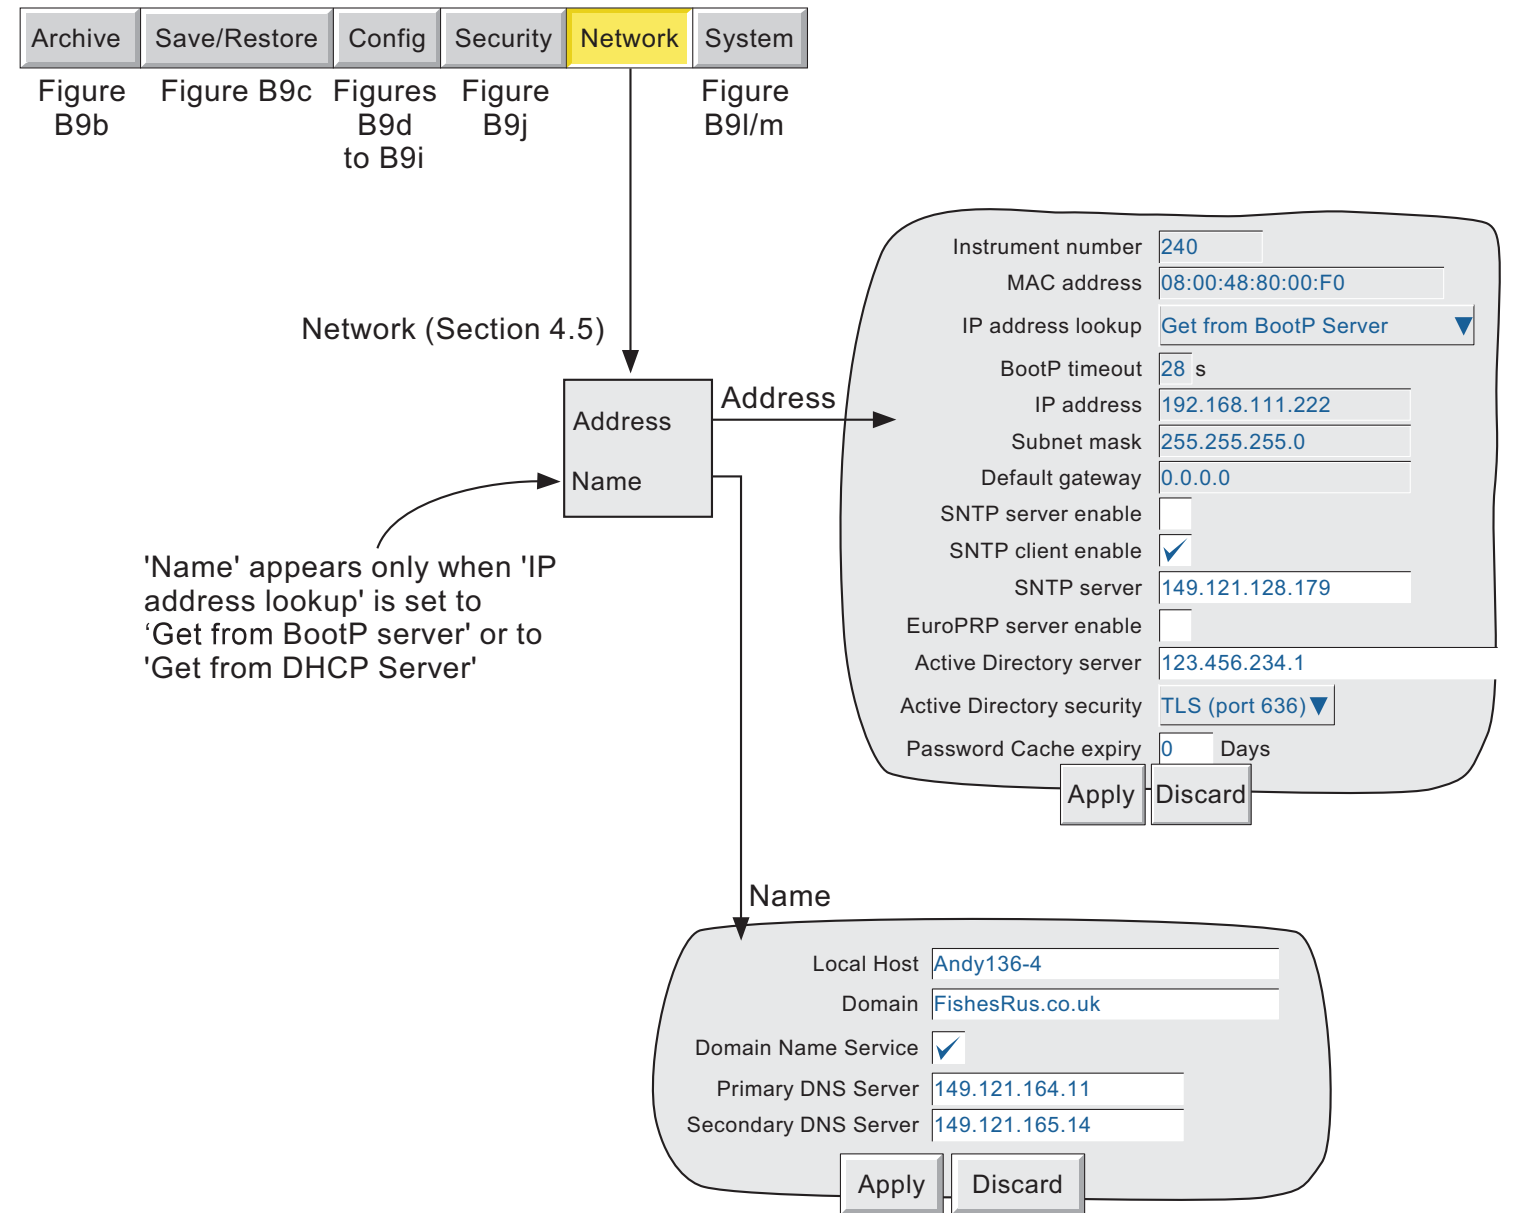 Archive Save/Restore Config Security Network System
Figure B9b
Figure B9c
Figures B9d to B9i
Figure B9j
Figure B9l/m
Network (Section 4.5)
Address
Name
Address
'Name' appears only when 'IP
address lookup' is set to
‘Get from BootP server' or to
'Get from DHCP Server'
Instrument number 240
MAC address 08:00:48:80:00:F0
IP address lookup Get from BootP Server
BootP timeout 28 s
IP address 192.168.111.222
Subnet mask 255.255.255.0
Default gateway 0.0.0.0
SNTP server enable
SNTP client enable
SNTP server 149.121.128.179
EuroPRP server enable
Active Directory server 123.456.234.1
Active Directory security TLS (port 636)
Password Cache expiry 0 Days
Apply Discard
Name
Local Host Andy136-4
Domain FishesRus.co.uk
Domain Name Service
Primary DNS Server 149.121.164.11
Secondary DNS Server 149.121.165.14
Apply Discard